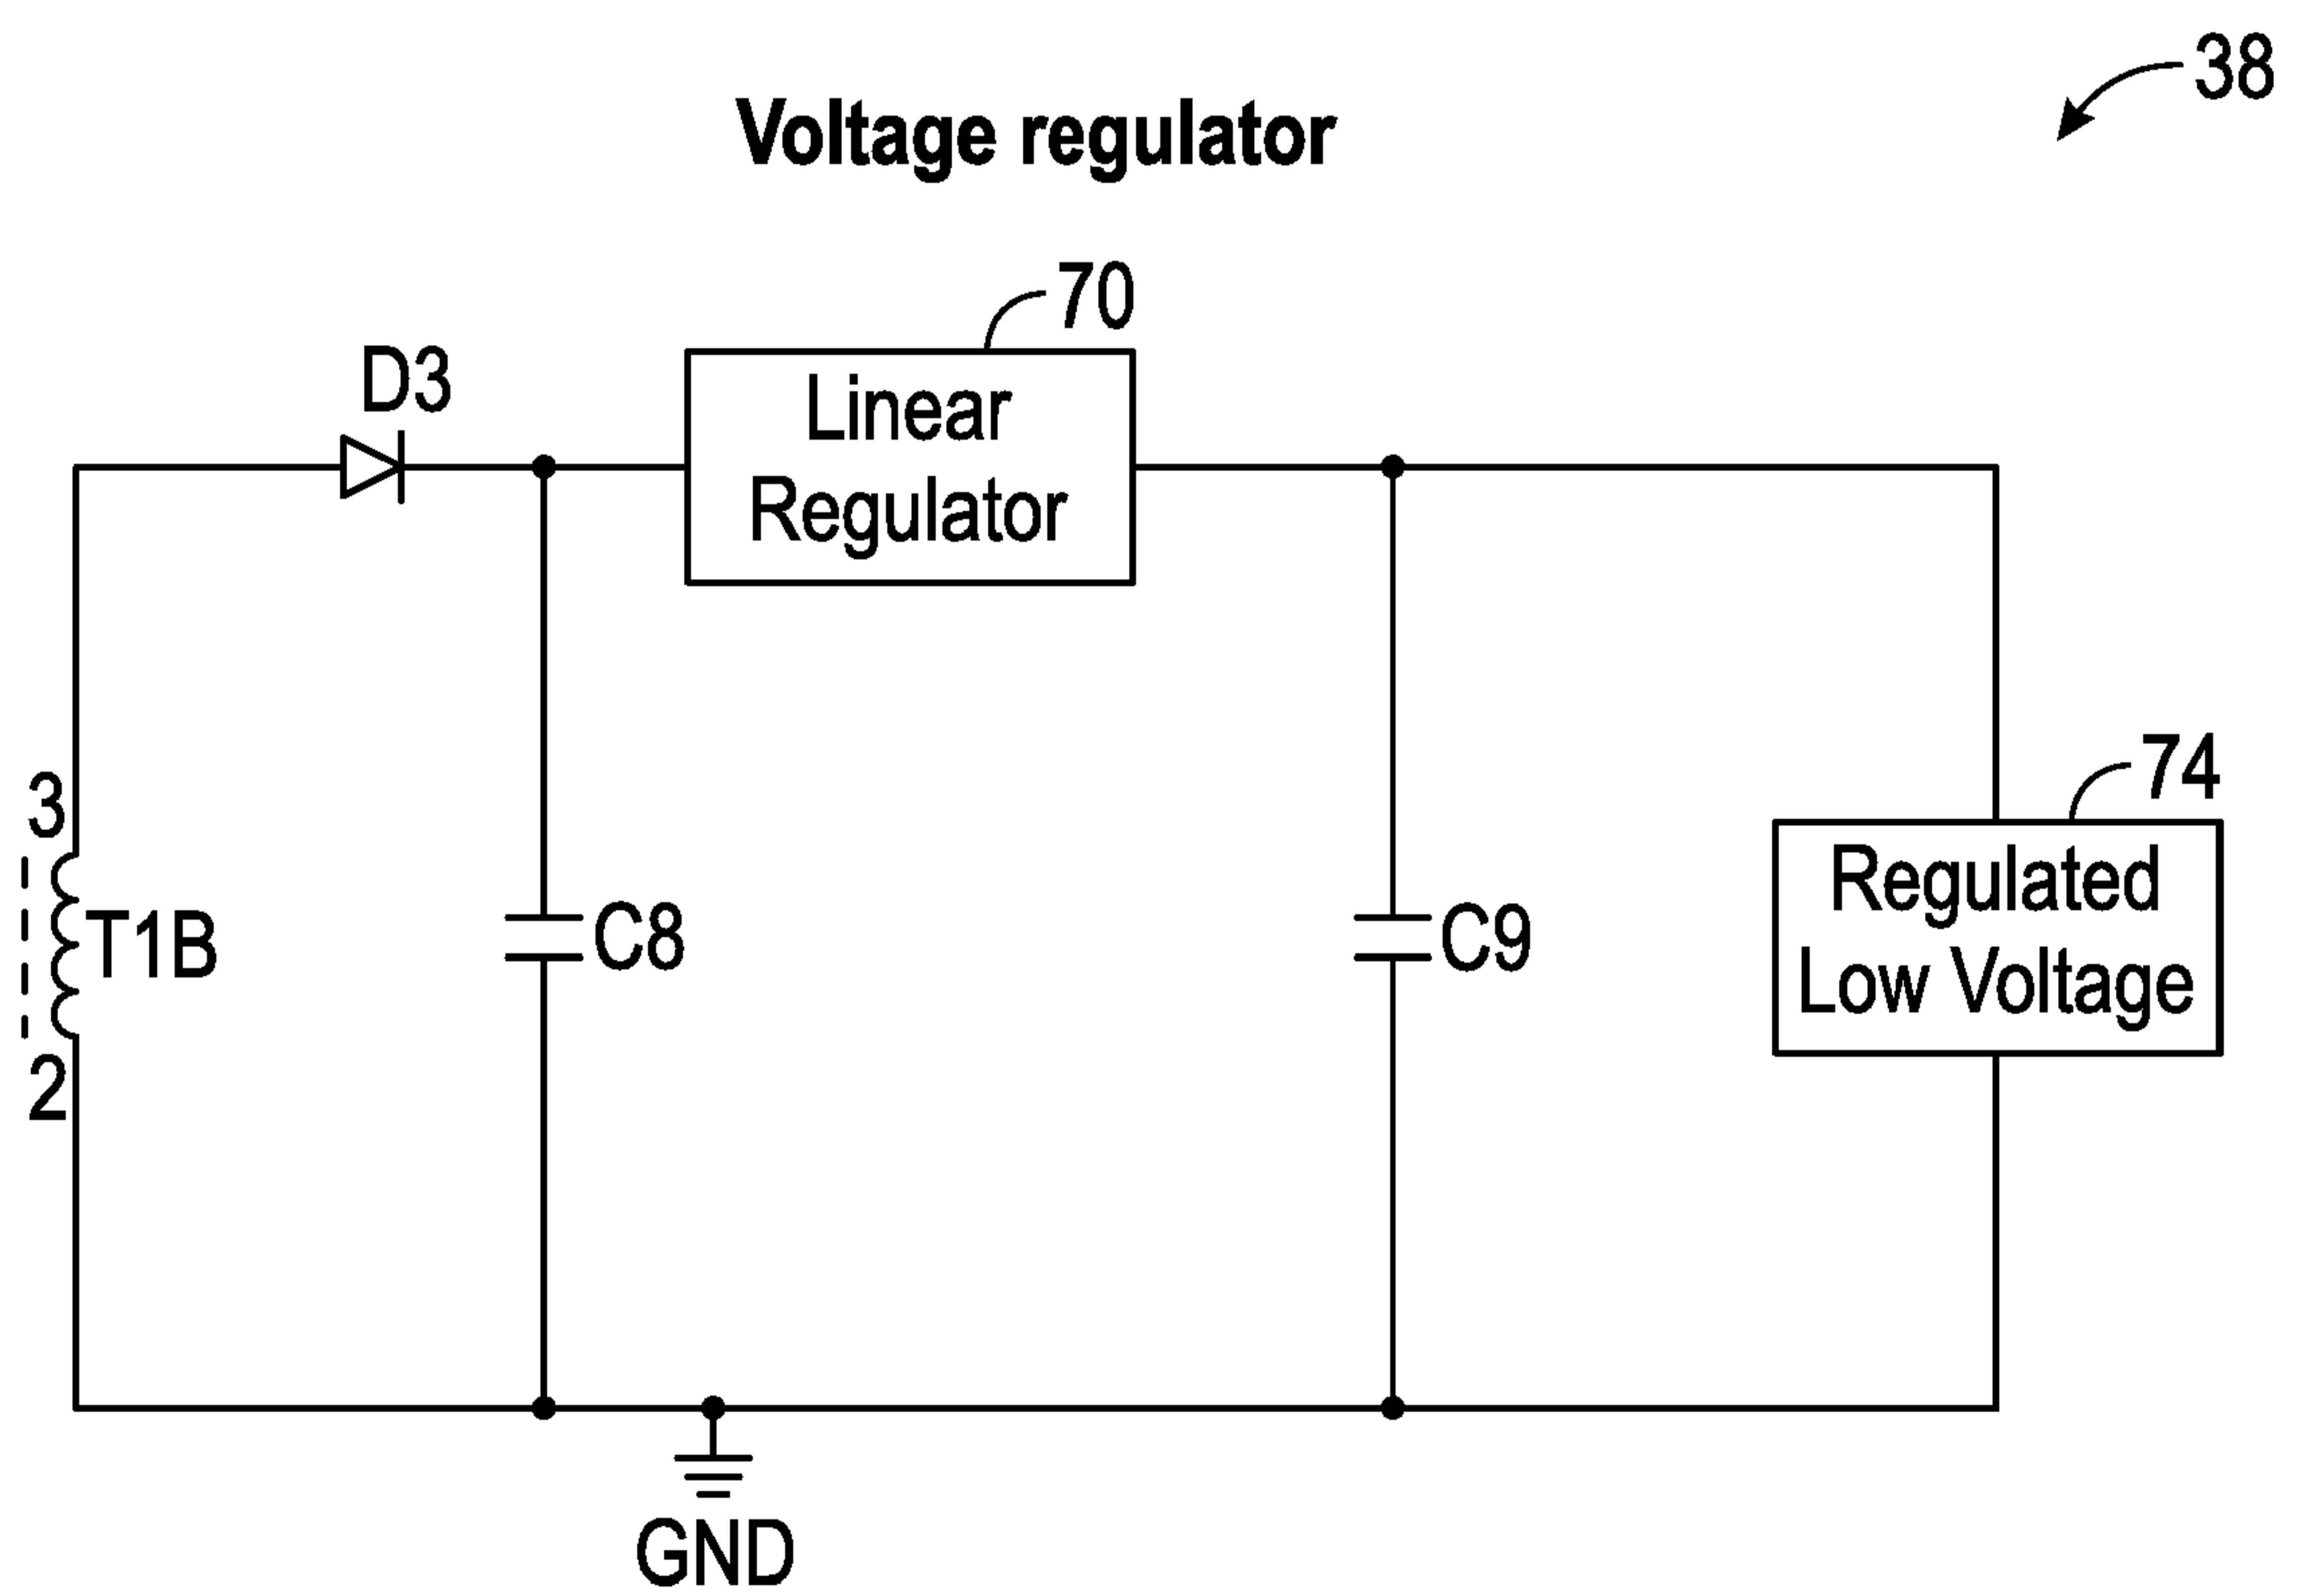 38
Voltage regulator
70
D3
Linear
Regulator
74
3
Regulated
Low Voltage
T1B
C8
C9
2
GND